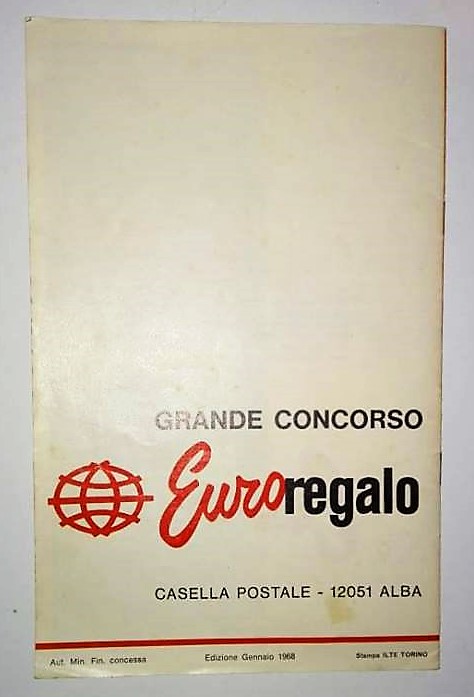 GRANDE CONCORSO
Euroregalo
CASELLA POSTALE - 12051 ALBA
Aut. Min. Fin. concessa Edizione Gennaio 1968 Stampa ILTE TORINO